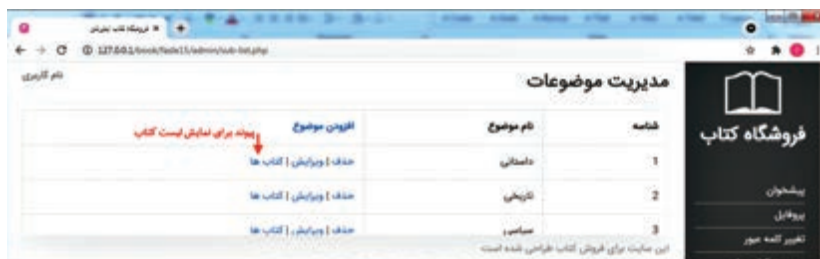 فروشگاه کتاب اینترنتی
127.0.0.1/book/fasle15/admin/sub-list.php
نام کاربری
مدیریت موضوعات
فروشگاه کتاب
شناسه نام موضوع افزودن موضوع
پیوند برای نمایش لیست کتاب
1 داستانی حذف | ویرایش | کتاب ها
2 تاریخی حذف | ویرایش | کتاب ها
3 سیاسی حذف | ویرایش | کتاب ها
این سایت برای فروش کتاب طراحی شده است
پیشخوان
پروفایل
تغییر کلمه عبور